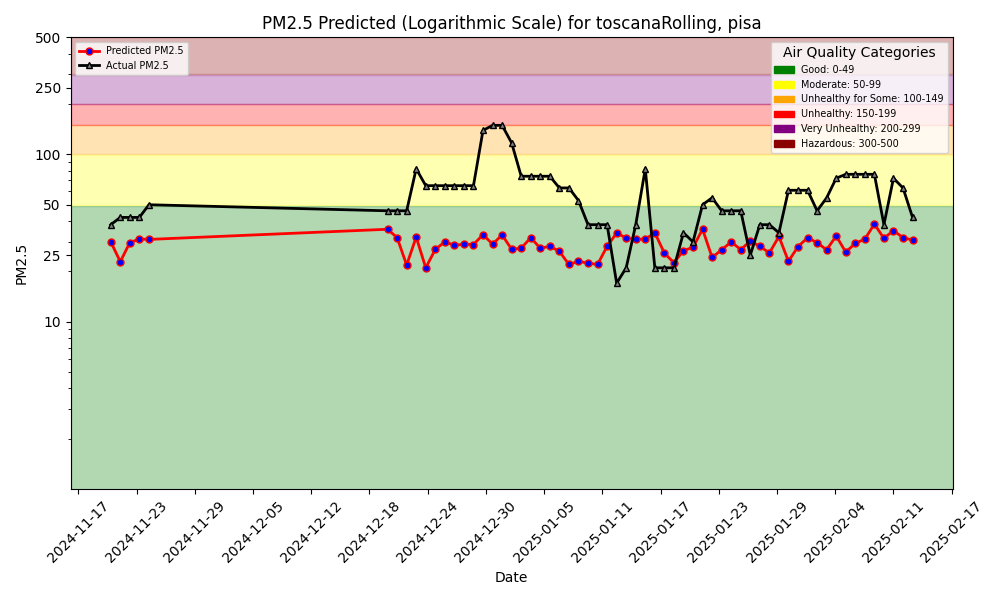 PM2.5 Predicted (Logarithmic Scale) for toscanaRolling, pisa
Predicted PM2.5
Actual PM2.5
Air Quality Categories
Good: 0-49
Moderate: 50-99
Unhealthy for Some: 100-149
Unhealthy: 150-199
Very Unhealthy: 200-299
Hazardous: 300-500
500
250
100
50
25
10
PM2.5
2024-11-17
2024-11-23
2024-11-29
2024-12-05
2024-12-12
2024-12-18
2024-12-24
2024-12-30
2025-01-05
2025-01-11
2025-01-17
2025-01-23
2025-01-29
2025-02-04
2025-02-11
2025-02-17
Date